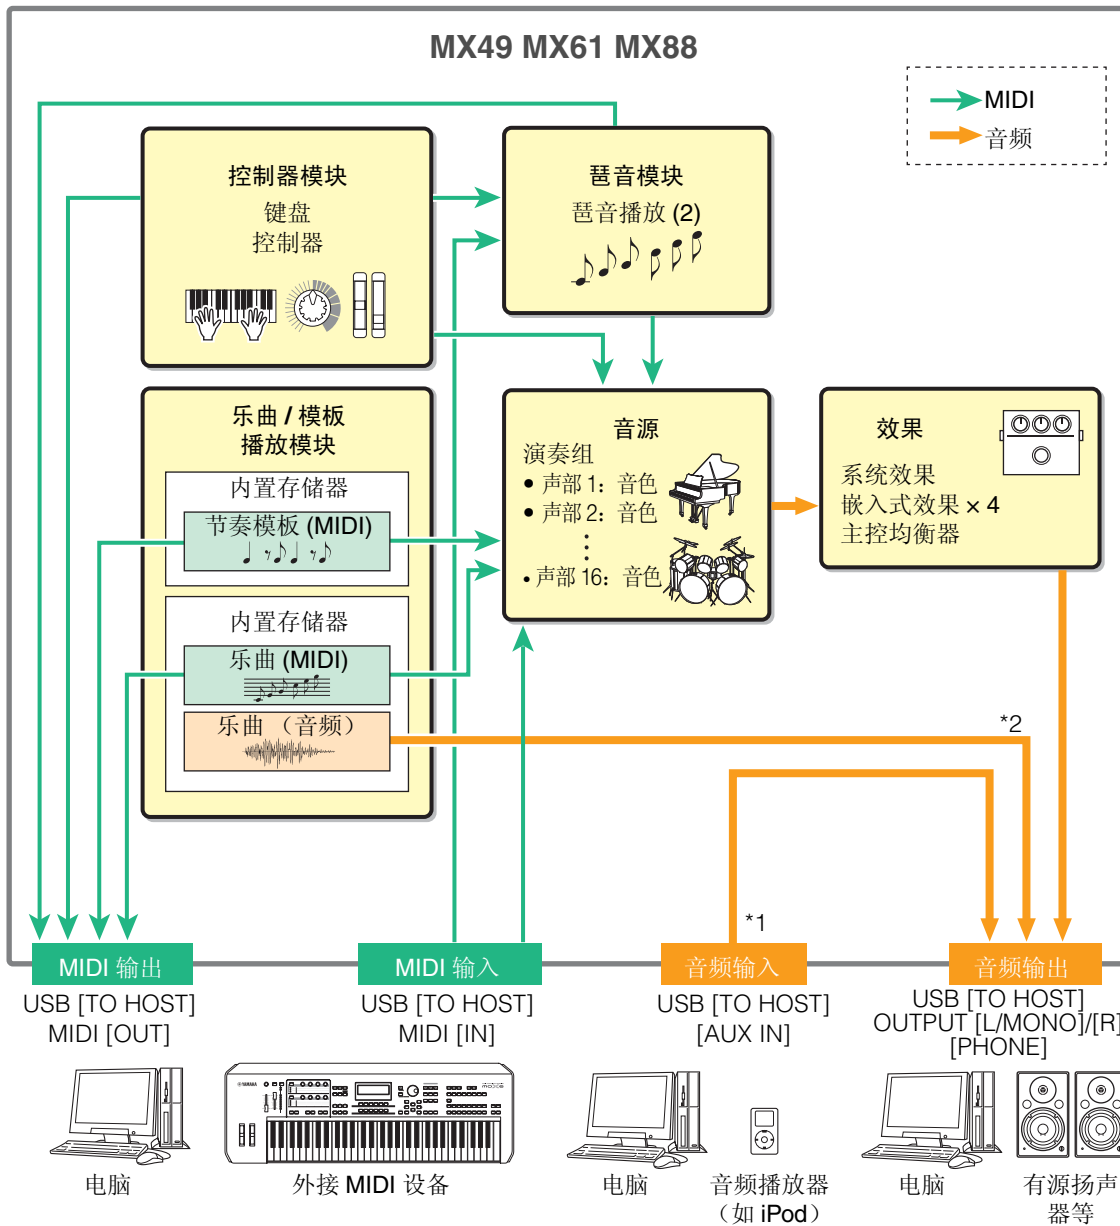 MX49 MX61 MX88
MIDI
音频
控制器模块
键盘
控制器
琶音模块
琶音播放 (2)
乐曲 / 模板
播放模块
内置存储器
节奏模板 (MIDI)
内置存储器
乐曲 (MIDI)
乐曲 （音频）
音源
演奏组
• 声部 1：音色
• 声部 2：音色
⋮
• 声部 16：音色
效果
系统效果
嵌入式效果 × 4
主控均衡器
*2
*1
MIDI 输出
USB [TO HOST]
MIDI [OUT]
MIDI 输入
USB [TO HOST]
MIDI [IN]
音频输入
USB [TO HOST]
[AUX IN]
音频输出
USB [TO HOST]
OUTPUT [L/MONO]/[R]
[PHONE]
YAMAHA
电脑
外接 MIDI 设备
电脑
音频播放器
（如 iPod）
电脑
有源扬声
器等